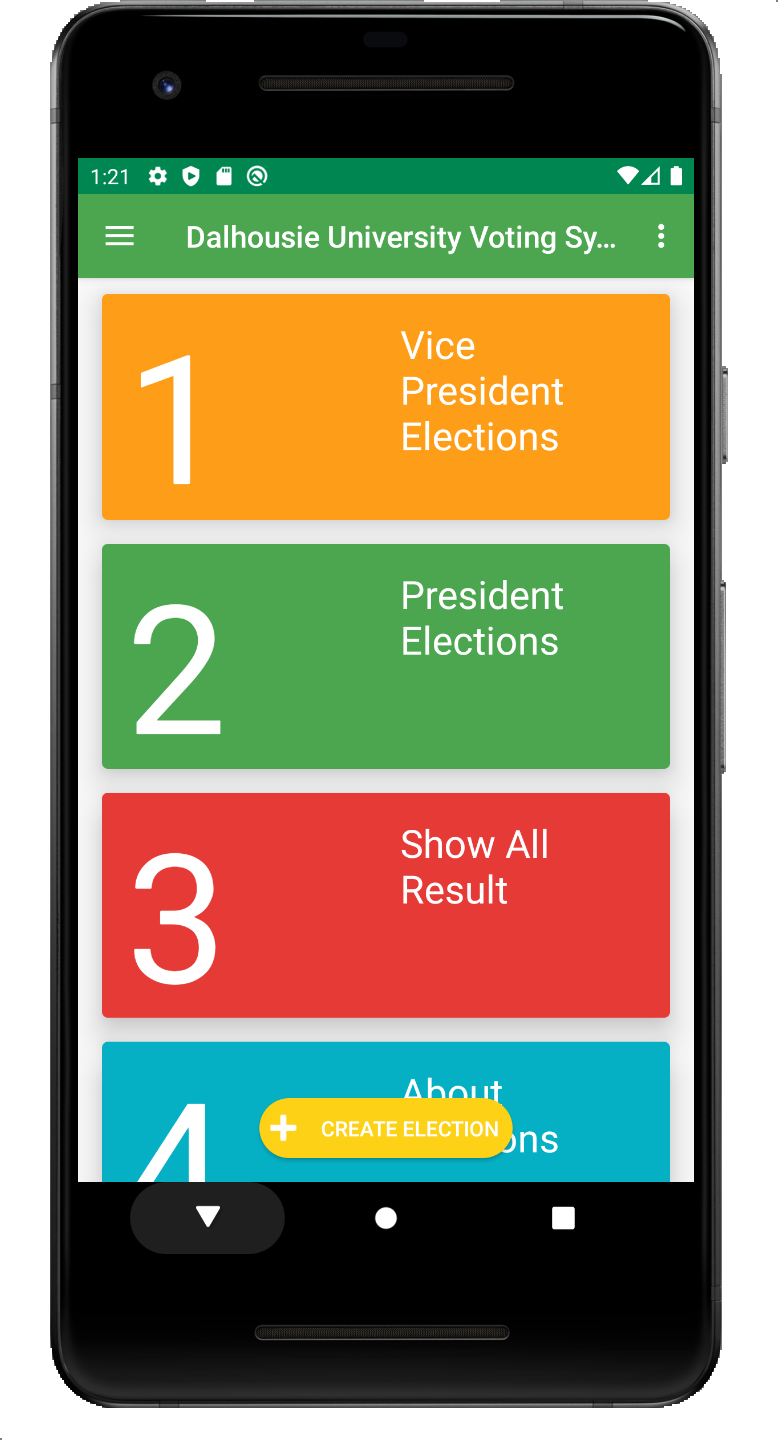 1:21
Dalhousie University Voting Sy...
1
Vice
President
Elections
2
President
Elections
3
Show All
Result
4
About
ons
CREATE ELECTION